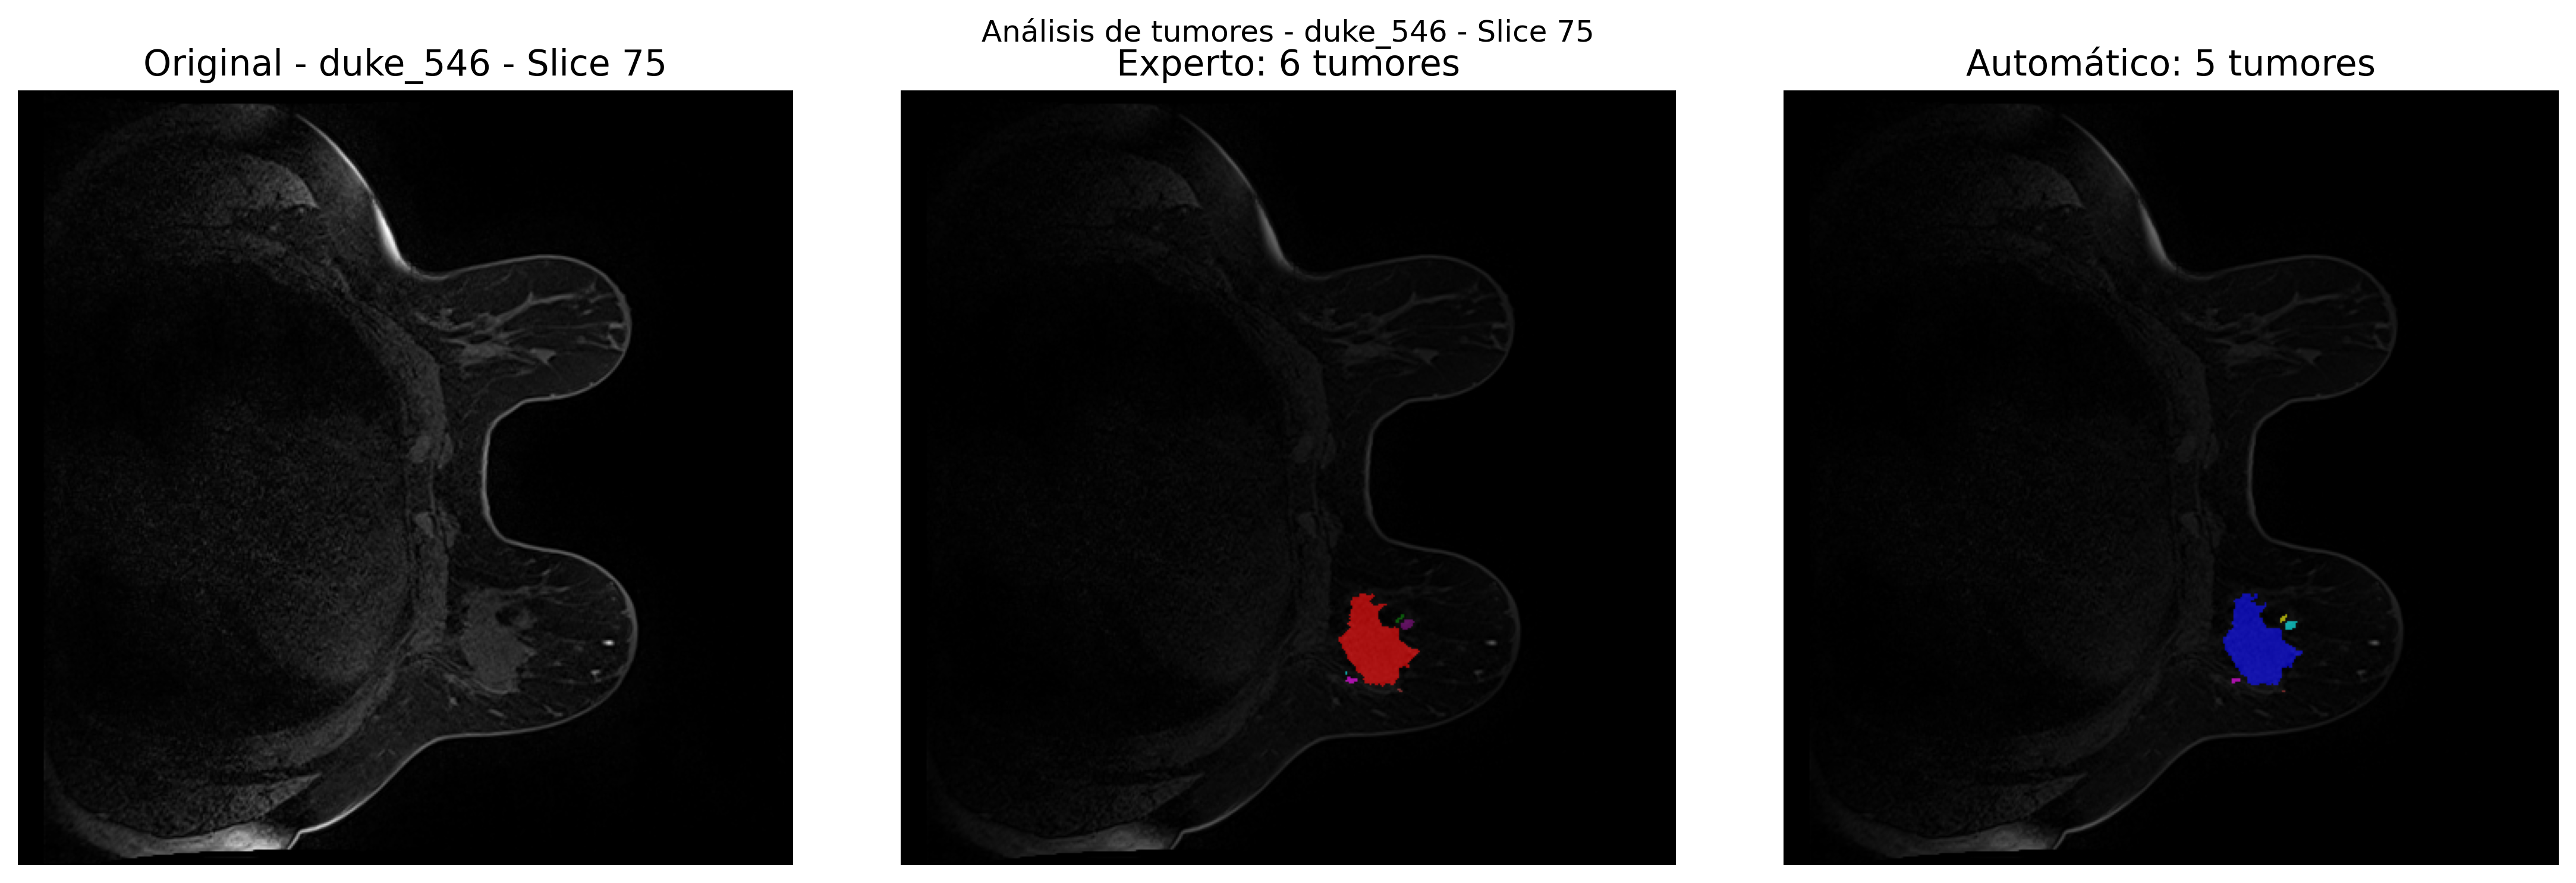 Análisis de tumores - duke_546 - Slice 75
Original - duke_546 - Slice 75
Experto: 6 tumores
Automático: 5 tumores